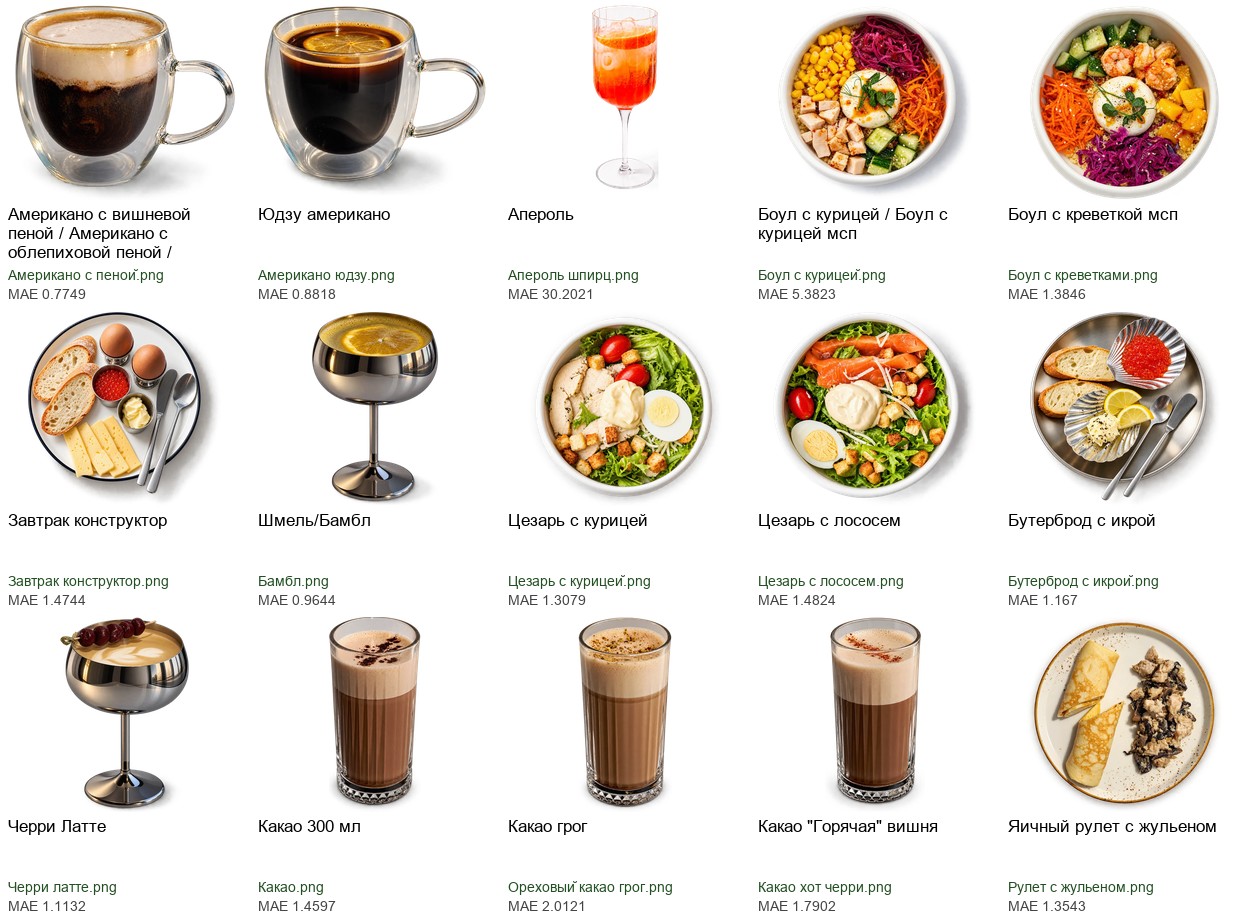 Американо с вишневой
пеной / Американо с
облепиховой пеной /
Американо с пеной.png
MAE 0.7749
Юдзу американо
Американо юдзу.png
MAE 0.8818
Апероль
Апероль шпирц.png
MAE 30.2021
Боул с курицей / Боул с
курицей мсп
Боул с курицей.png
MAE 5.3823
Боул с креветкой мсп
Боул с креветками.png
MAE 1.3846
Завтрак конструктор
Завтрак конструктор.png
MAE 1.4744
Шмель/Бамбл
Бамбл.png
MAE 0.9644
Цезарь с курицей
Цезарь с курицей.png
MAE 1.3079
Цезарь с лососем
Цезарь с лососем.png
MAE 1.4824
Бутерброд с икрой
Бутерброд с икрой.png
MAE 1.167
Черри Латте
Черри латте.png
MAE 1.1132
Какао 300 мл
Какао.png
MAE 1.4597
Какао грог
Ореховый какао грог.png
MAE 2.0121
Какао "Горячая" вишня
Какао хот черри.png
MAE 1.7902
Яичный рулет с жульеном
Рулет с жульеном.png
MAE 1.3543